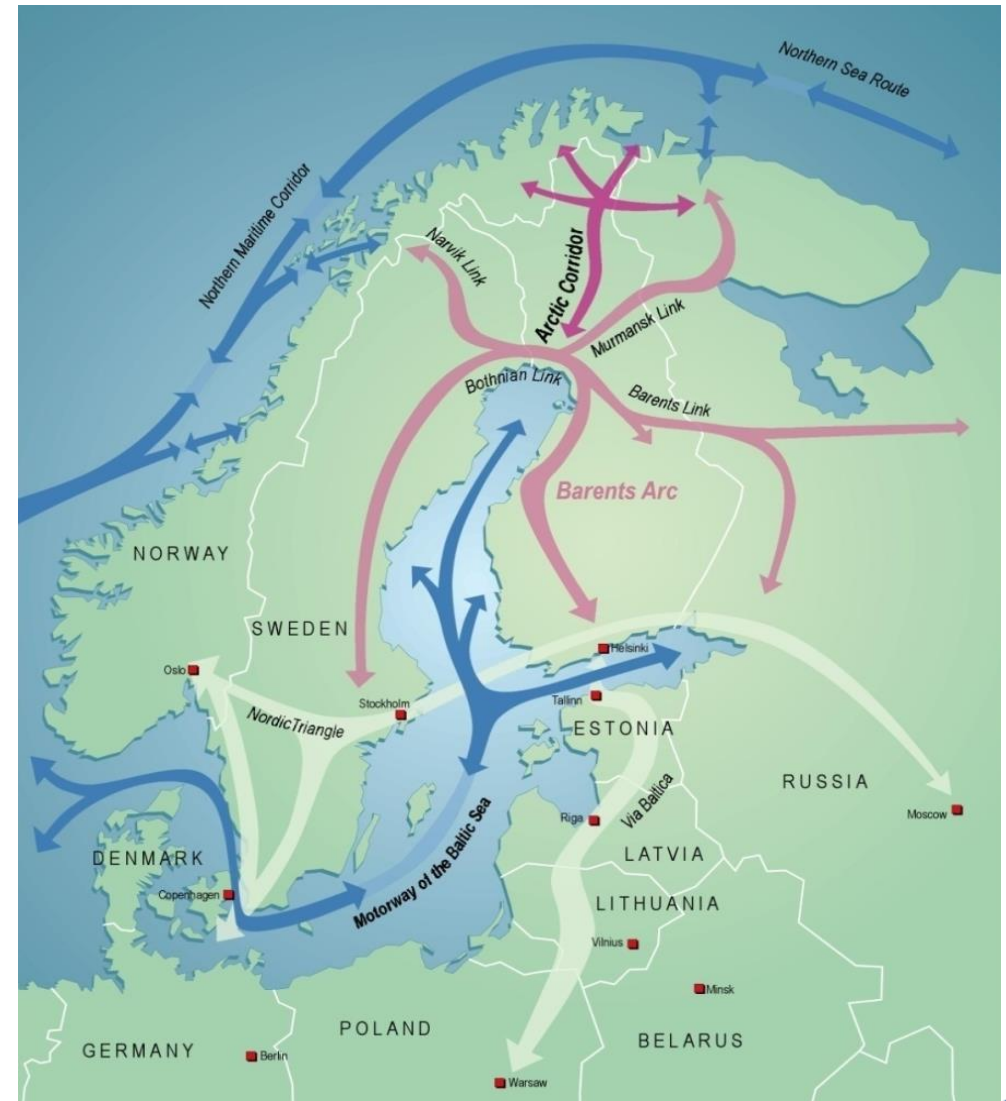 Northern Sea Route
Northern Maritime Corridor
Narvik Link
Arctic Corridor
Murmansk Link
Bothnian Link
Barents Link
Barents Arc
NORWAY
SWEDEN
Helsinki
Oslo
Stockholm
Tallinn
NordicTriangle
ESTONIA
RUSSIA
Moscow
Riga
Via Baltica
Motorway of the Baltic Sea
LATVIA
DENMARK
Copenhagen
LITHUANIA
Vilnius
Minsk
POLAND
BELARUS
GERMANY
Berlin
Warsaw